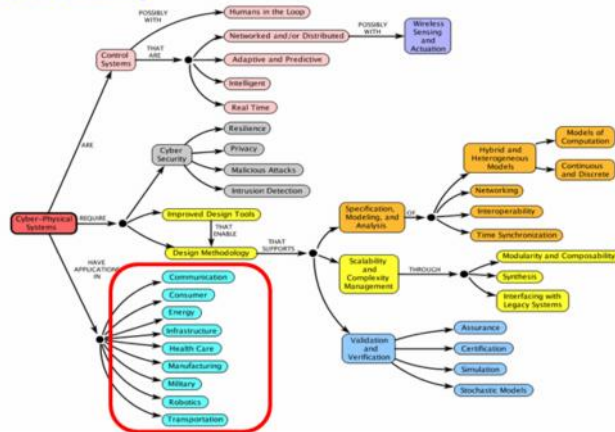 POSSIBLY
WITH
Humans in the Loop
Control
Systems
THAT
ARE
Networked and/or Distributed
POSSIBLY
WITH
Wireless
Sensing
and
Actuation
Adaptive and Predictive
Intelligent
Real Time
ARE
Cyber
Security
Resilience
Privacy
Malicious Attacks
Intrusion Detection
Cyber-Physical
Systems
REQUIRE
Improved Design Tools
THAT
ENABLE
Design Methodology
THAT
SUPPORTS
Specification,
Modeling, and
Analysis
OF
Hybrid and
Heterogeneous
Models
Models of
Computation
Continuous
and Discrete
Networking
Interoperability
Time Synchronization
Scalability
and Complexity
Management
THROUGH
Modularity and Composability
Synthesis
Interfacing with
Legacy Systems
Validation
and
Verification
Assurance
Certification
Simulation
Stochastic Models
HAVE
APPLICATIONS
IN
Communication
Consumer
Energy
Infrastructure
Health Care
Manufacturing
Military
Robotics
Transportation